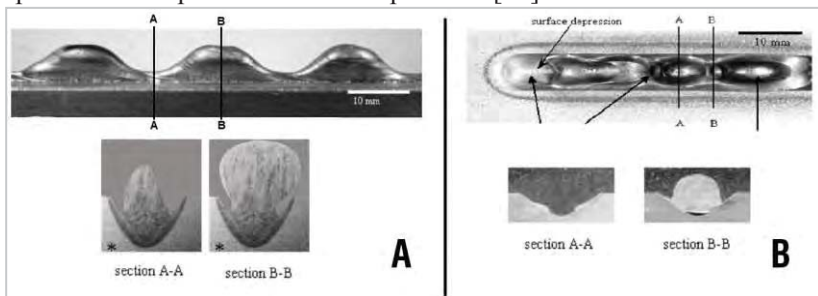 A B
A B
10 mm
* *
section A-A section B-B
A
surface depression
A B
10 mm
A B
section A-A section B-B
B